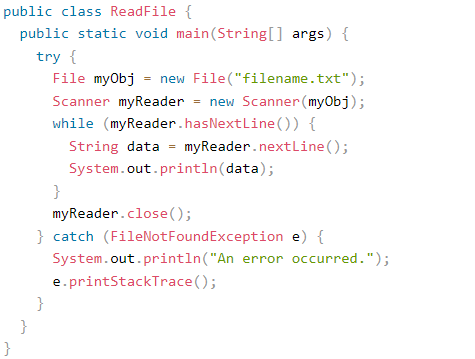 public class ReadFile {
  public static void main(String[] args) {
    try {
      File myObj = new File("filename.txt");
      Scanner myReader = new Scanner(myObj);
      while (myReader.hasNextLine()) {
        String data = myReader.nextLine();
        System.out.println(data);
      }
      myReader.close();
    } catch (FileNotFoundException e) {
      System.out.println("An error occurred.");
      e.printStackTrace();
    }
  }
}